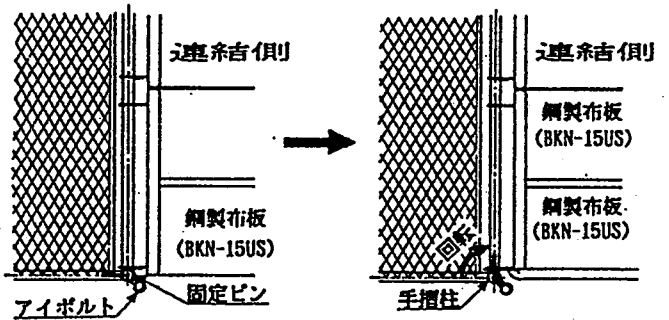 連結側
鋼製布板
(BKN-15US)
アイボルト
固定ピン
連結側
鋼製布板
(BKN-15US)
鋼製布板
(BKN-15US)
回転
手摺柱